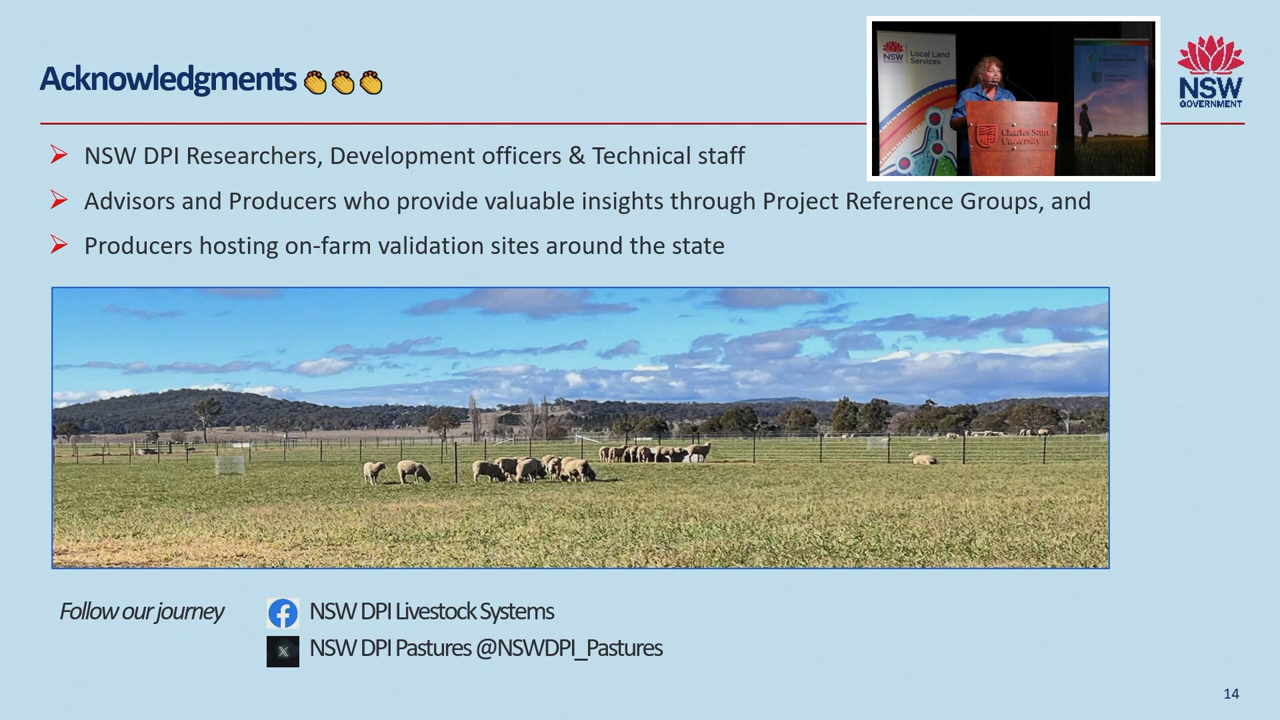 Acknowledgments
NSW DPI Researchers, Development officers & Technical staff
Advisors and Producers who provide valuable insights through Project Reference Groups, and
Producers hosting on-farm validation sites around the state
Follow our journey
NSW DPI Livestock Systems
NSW DPI Pastures @NSWDPI_Pastures
14
NSW
GOVERNMENT
NSW
Local Land
Services
Charles Sturt
University